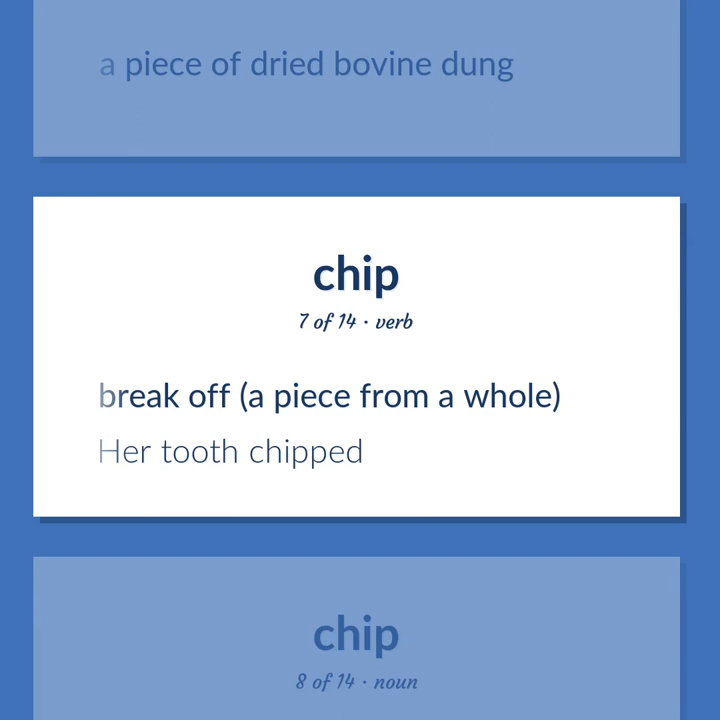 a piece of dried bovine dung
chip
7 of 14 · verb
break off (a piece from a whole)
Her tooth chipped
chip
8 of 14 · noun